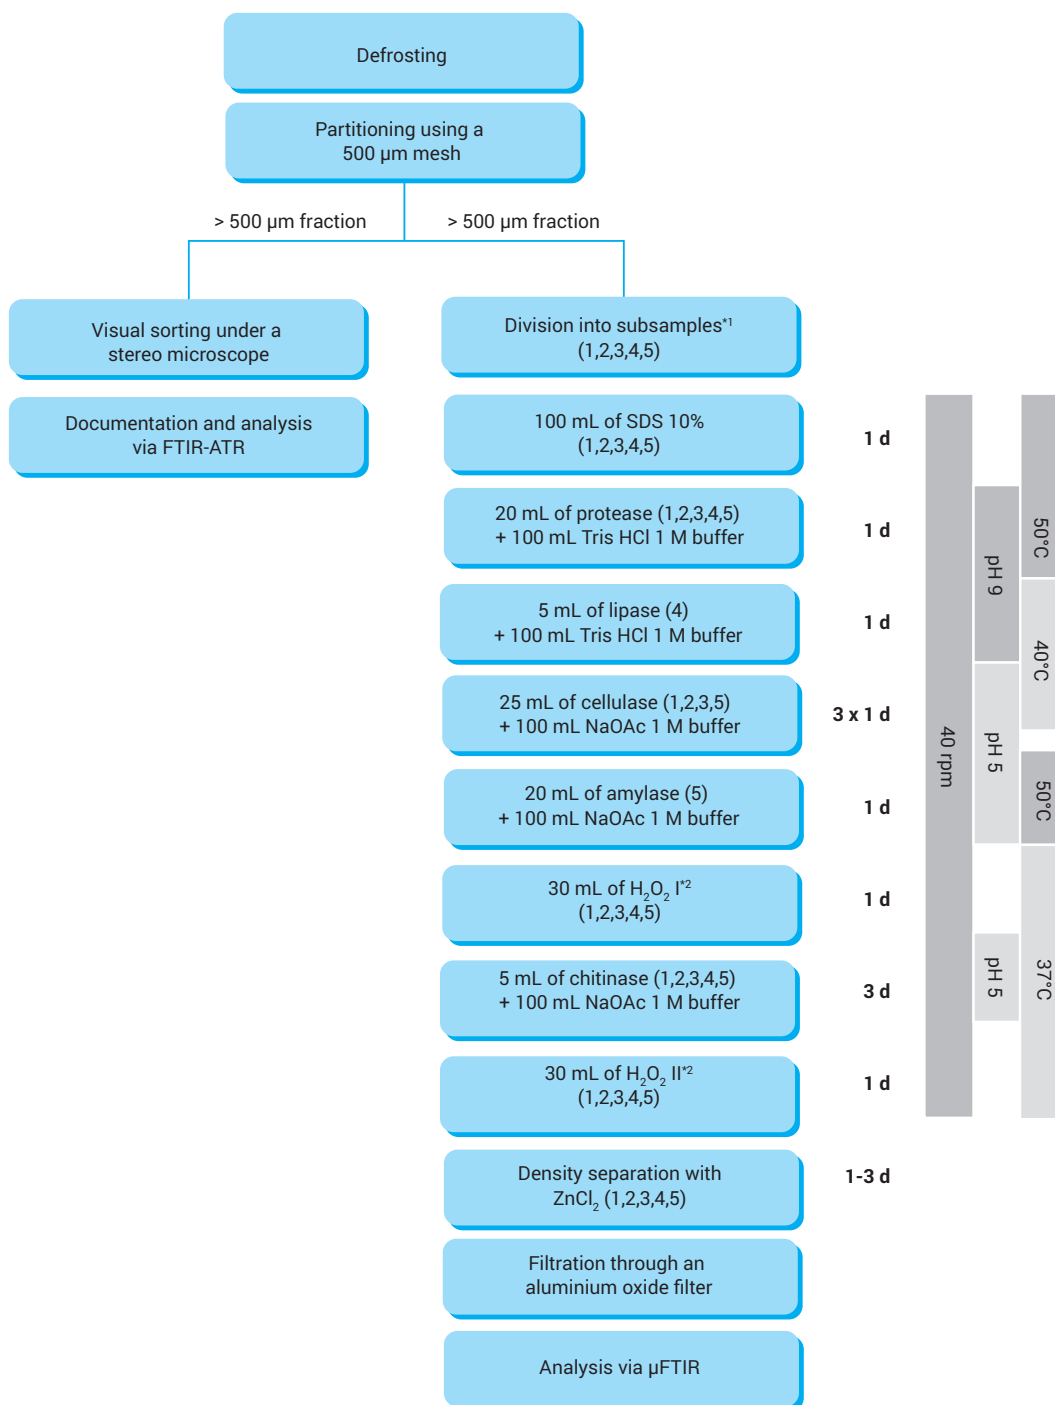 Defrosting
Partitioning using a
500 µm mesh
> 500 µm fraction
> 500 µm fraction
Visual sorting under a
stereo microscope
Documentation and analysis
via FTIR-ATR
Division into subsamples*1
(1,2,3,4,5)
100 mL of SDS 10%
(1,2,3,4,5)
1 d
20 mL of protease (1,2,3,4,5)
+ 100 mL Tris HCl 1 M buffer
1 d
5 mL of lipase (4)
+ 100 mL Tris HCl 1 M buffer
1 d
25 mL of cellulase (1,2,3,5)
+ 100 mL NaOAc 1 M buffer
3 x 1 d
20 mL of amylase (5)
+ 100 mL NaOAc 1 M buffer
1 d
30 mL of H2O2 I*2
(1,2,3,4,5)
1 d
5 mL of chitinase (1,2,3,4,5)
+ 100 mL NaOAc 1 M buffer
3 d
30 mL of H2O2 II*2
(1,2,3,4,5)
1 d
Density separation with
ZnCl2 (1,2,3,4,5)
1-3 d
Filtration through an
aluminium oxide filter
Analysis via µFTIR
40 rpm
pH 9
pH 5
pH 5
50°C
40°C
50°C
37°C